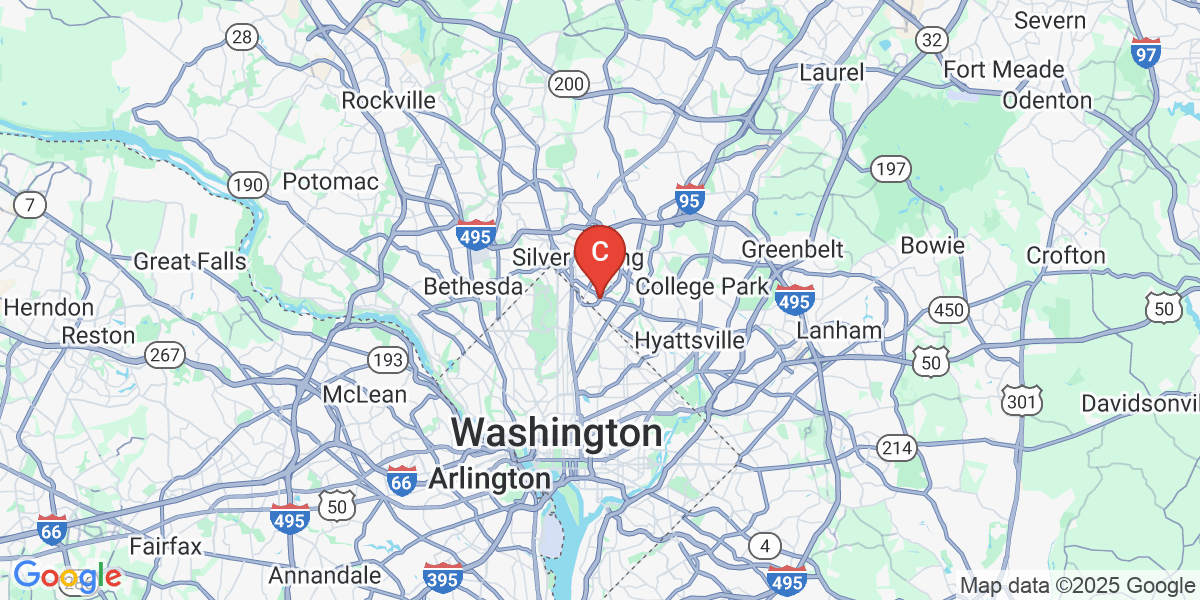 Severn
28
32
97
Laurel
Fort Meade
200
Rockville
Odenton
197
Potomac
190
95
7
495
C
Greenbelt
Bowie
Silver
ng
Great Falls
Crofton
Bethesda
College Park
495
Herndon
450
50
Reston
Hyattsville
Lanham
267
193
50
McLean
301
Davidsonvil
Washington
214
Arlington
66
50
495
66
Fairfax
4
Google
Annandale
395
495
Map data ©2025 Google